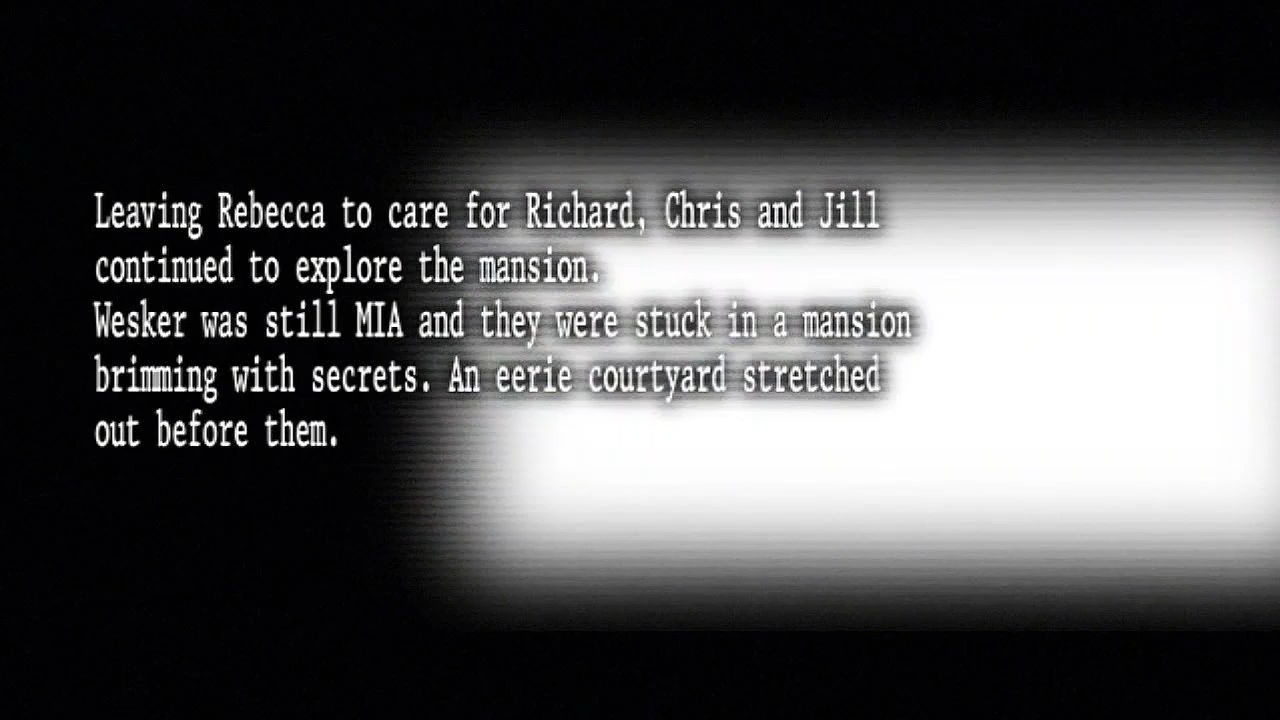 Leaving Rebecca to care for Richard, Chris and Jill
continued to explore the mansion.
Wesker was still MIA and they were stuck in a mansion
brimming with secrets. An eerie courtyard stretched
out before them.